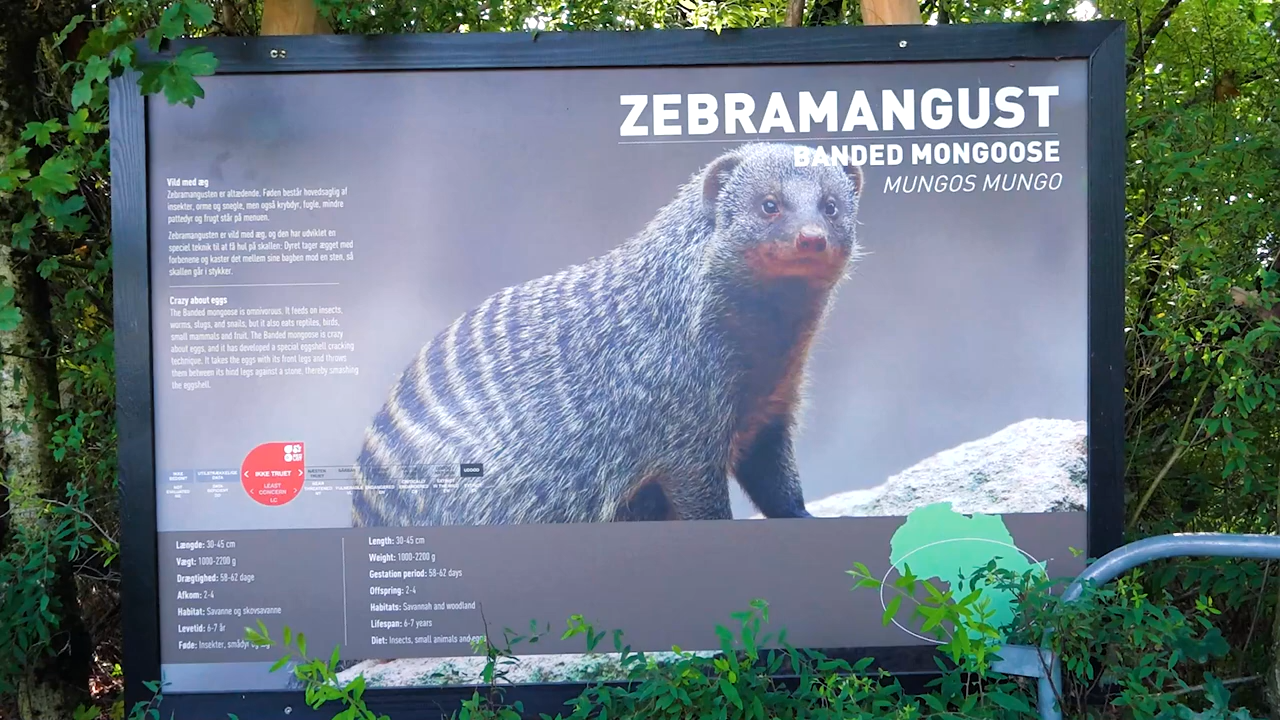 ZEBRAMANGUST
BANDED MONGOOSE
MUNGOS MUNGO
Vild med æg
Zebramangusten er altædende. Føden består hovedsaglig af
insekter, orme og snegle, men også krybdyr, fugle, mindre
pattedyr og frugt står på menuen.
Zebramangusten er vild med æg, og den har udviklet en
speciel teknik til at få hul på skallen: Dyret tager ægget med
forbenene og kaster det mellem sine bagben mod en sten, så
skallen går i stykker.
Crazy about eggs
The Banded mongoose is omnivorous. It feeds on insects,
worms, slugs, and snails, but it also eats reptiles, birds,
small mammals and fruit. The Banded mongoose is crazy
about eggs, and it has developed a special eggshell cracking
technique. It takes the eggs with its front legs and throws
them between its hind legs against a stone, thereby smashing
the eggshell.
IKKE TRUET
LEAST
CONCERN
LC
Længde: 30-45 cm
Vægt: 1000-2200 g
Drægtighed: 58-62 dage
Afkom: 2-4
Habitat: Savanne og skovsavanne
Levetid: 6-7 år
Føde: Insekter, smådyr og æg
Length: 30-45 cm
Weight: 1000-2200 g
Gestation period: 58-62 days
Offspring: 2-4
Habitats: Savannah and woodland
Lifespan: 6-7 years
Diet: Insects, small animals and eggs